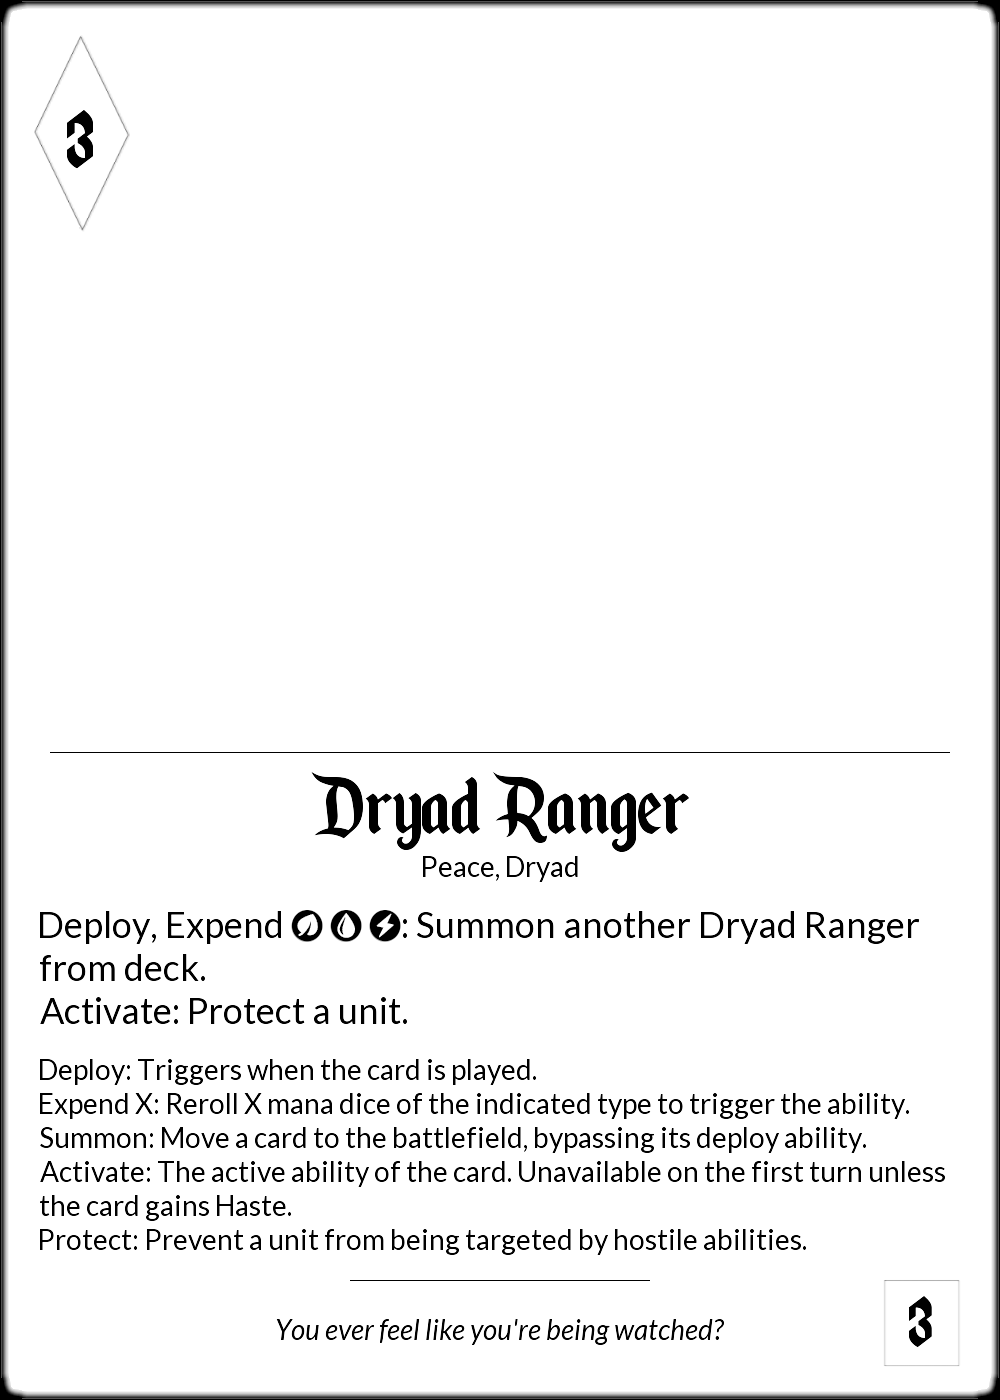 3
Dryad Ranger
Peace, Dryad
Deploy, Expend : Summon another Dryad Ranger
from deck.
Activate: Protect a unit.
Deploy: Triggers when the card is played.
Expend X: Reroll X mana dice of the indicated type to trigger the ability.
Summon: Move a card to the battlefield, bypassing its deploy ability.
Activate: The active ability of the card. Unavailable on the first turn unless
the card gains Haste.
Protect: Prevent a unit from being targeted by hostile abilities.
You ever feel like you're being watched?
3